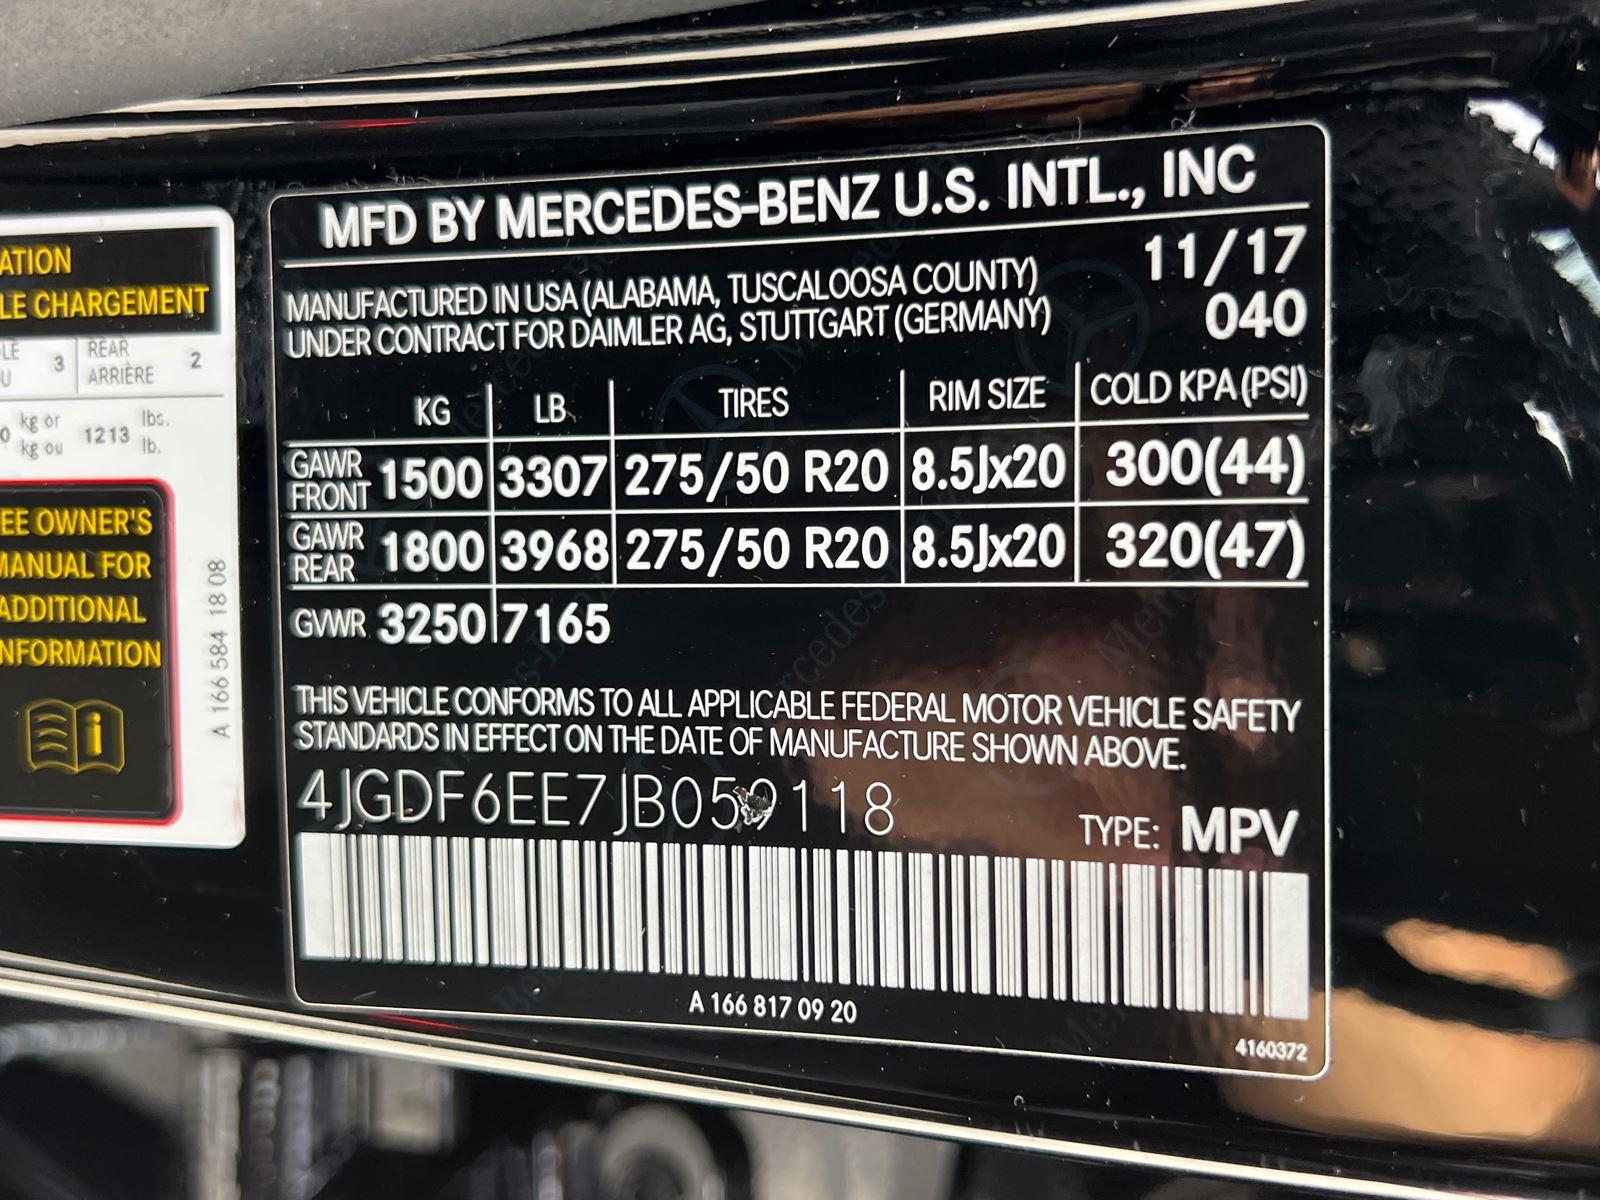 ATION
LE CHARGEMENT
REAR
3
ARRIÈRE
2
kg or
kg ou
1213
lbs.
lb.
EE OWNER'S
MANUAL FOR
ADDITIONAL
NFORMATION
A 166 584 18 08
MFD BY MERCEDES-BENZ U.S. INTL., INC
MANUFACTURED IN USA (ALABAMA, TUSCALOOSA COUNTY)
UNDER CONTRACT FOR DAIMLER AG, STUTTGART (GERMANY)
11/17
040
KG LB TIRES RIM SIZE COLD KPA (PSI)
GAWR FRONT 1500 3307 275/50 R20 8.5Jx20 300(44)
GAWR REAR 1800 3968 275/50 R20 8.5Jx20 320(47)
GVWR 3250 7165
THIS VEHICLE CONFORMS TO ALL APPLICABLE FEDERAL MOTOR VEHICLE SAFETY
STANDARDS IN EFFECT ON THE DATE OF MANUFACTURE SHOWN ABOVE.
4JGDF6EE7JB059118
TYPE: MPV
A 166 817 09 20
4160372